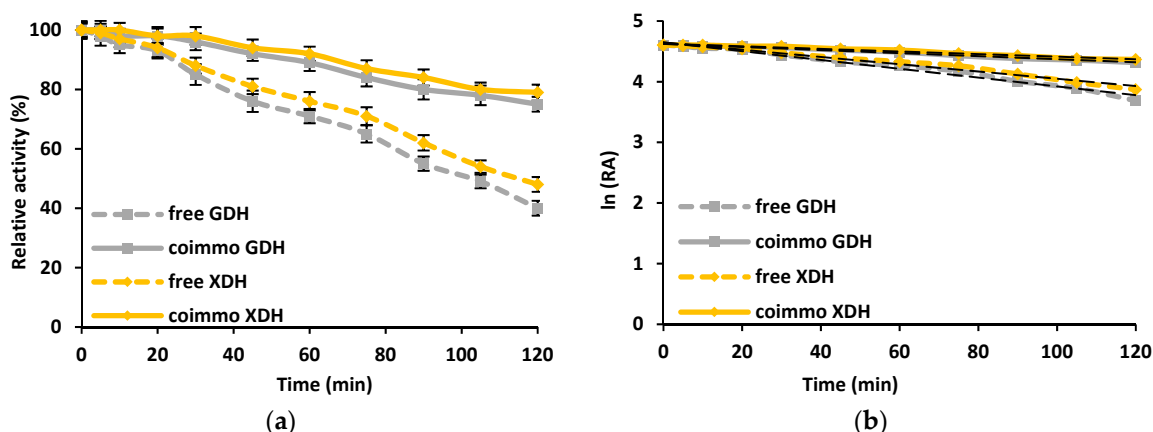 100
80
60
40
20
0
Relative activity (%)
free GDH
coimmo GDH
free XDH
coimmo XDH
0 20 40 60 80 100 120
Time (min)
(a)
5
4
3
2
1
0
ln (RA)
free GDH
coimmo GDH
free XDH
coimmo XDH
0 20 40 60 80 100 120
Time (min)
(b)